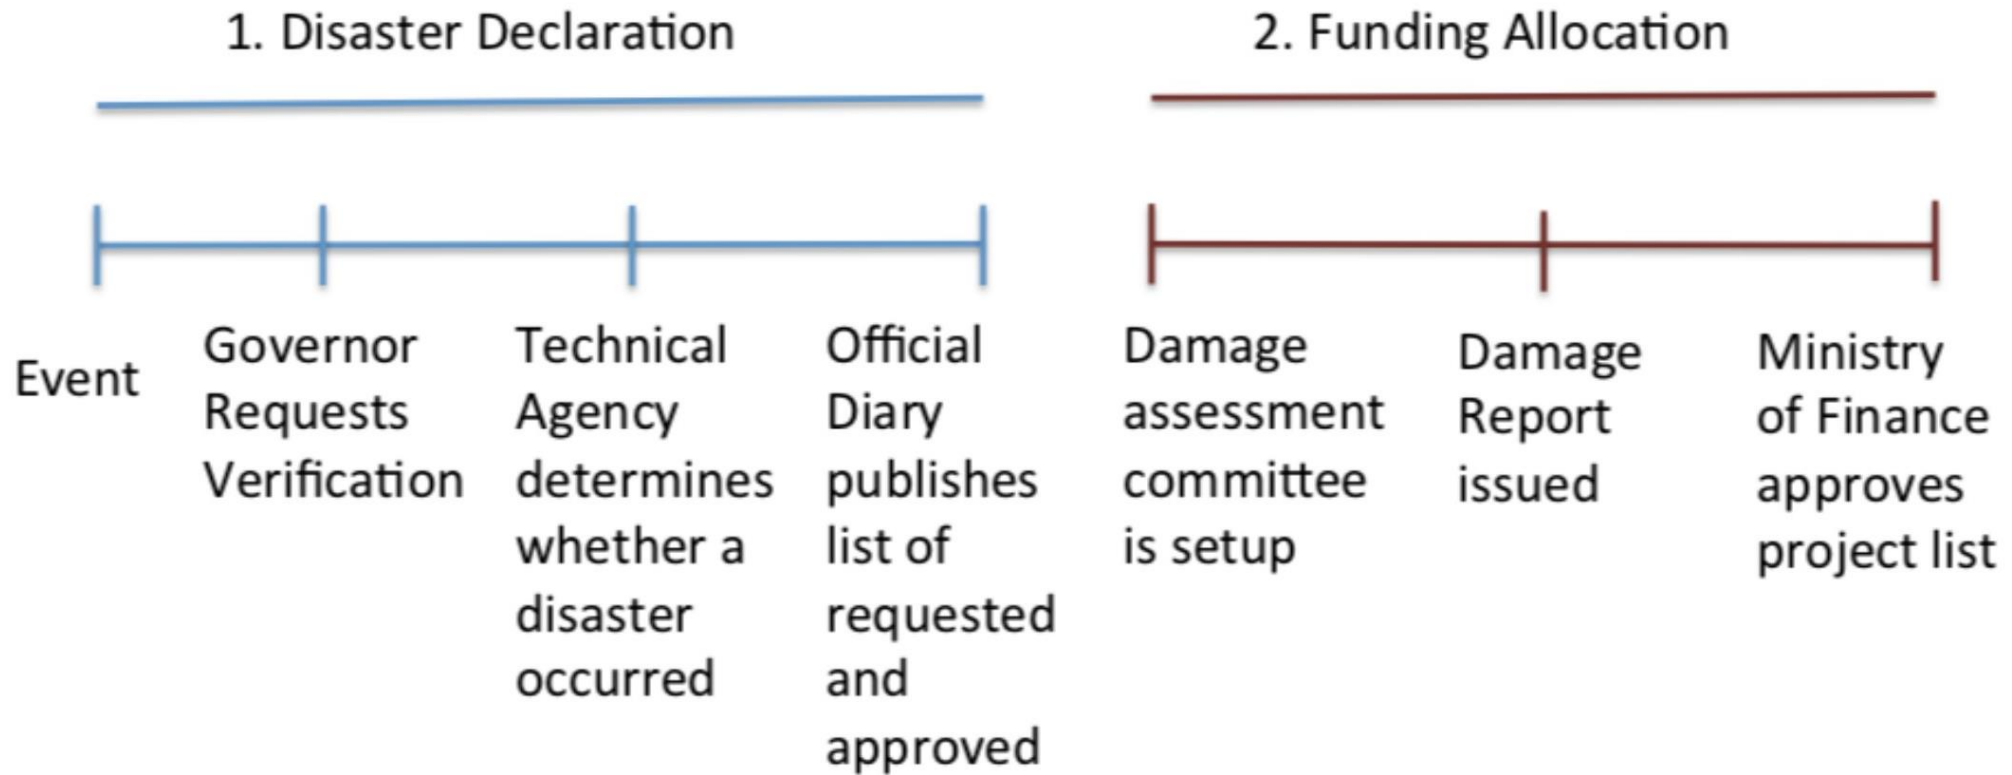 1. Disaster Declaration
2. Funding Allocation
Event
Governor
Requests
Verification
Technical
Agency
determines
whether a
disaster
occurred
Official
Diary
publishes
list of
requested
and
approved
Damage
assessment
committee
is setup
Damage
Report
issued
Ministry
of Finance
approves
project list